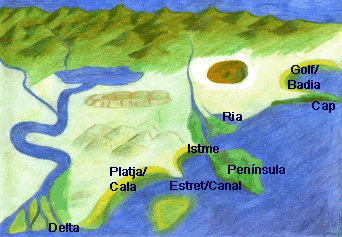 Golf/
Badia
Cap
Ria
Istme
Platja/
Cala
Península
Estret/Canal
Delta